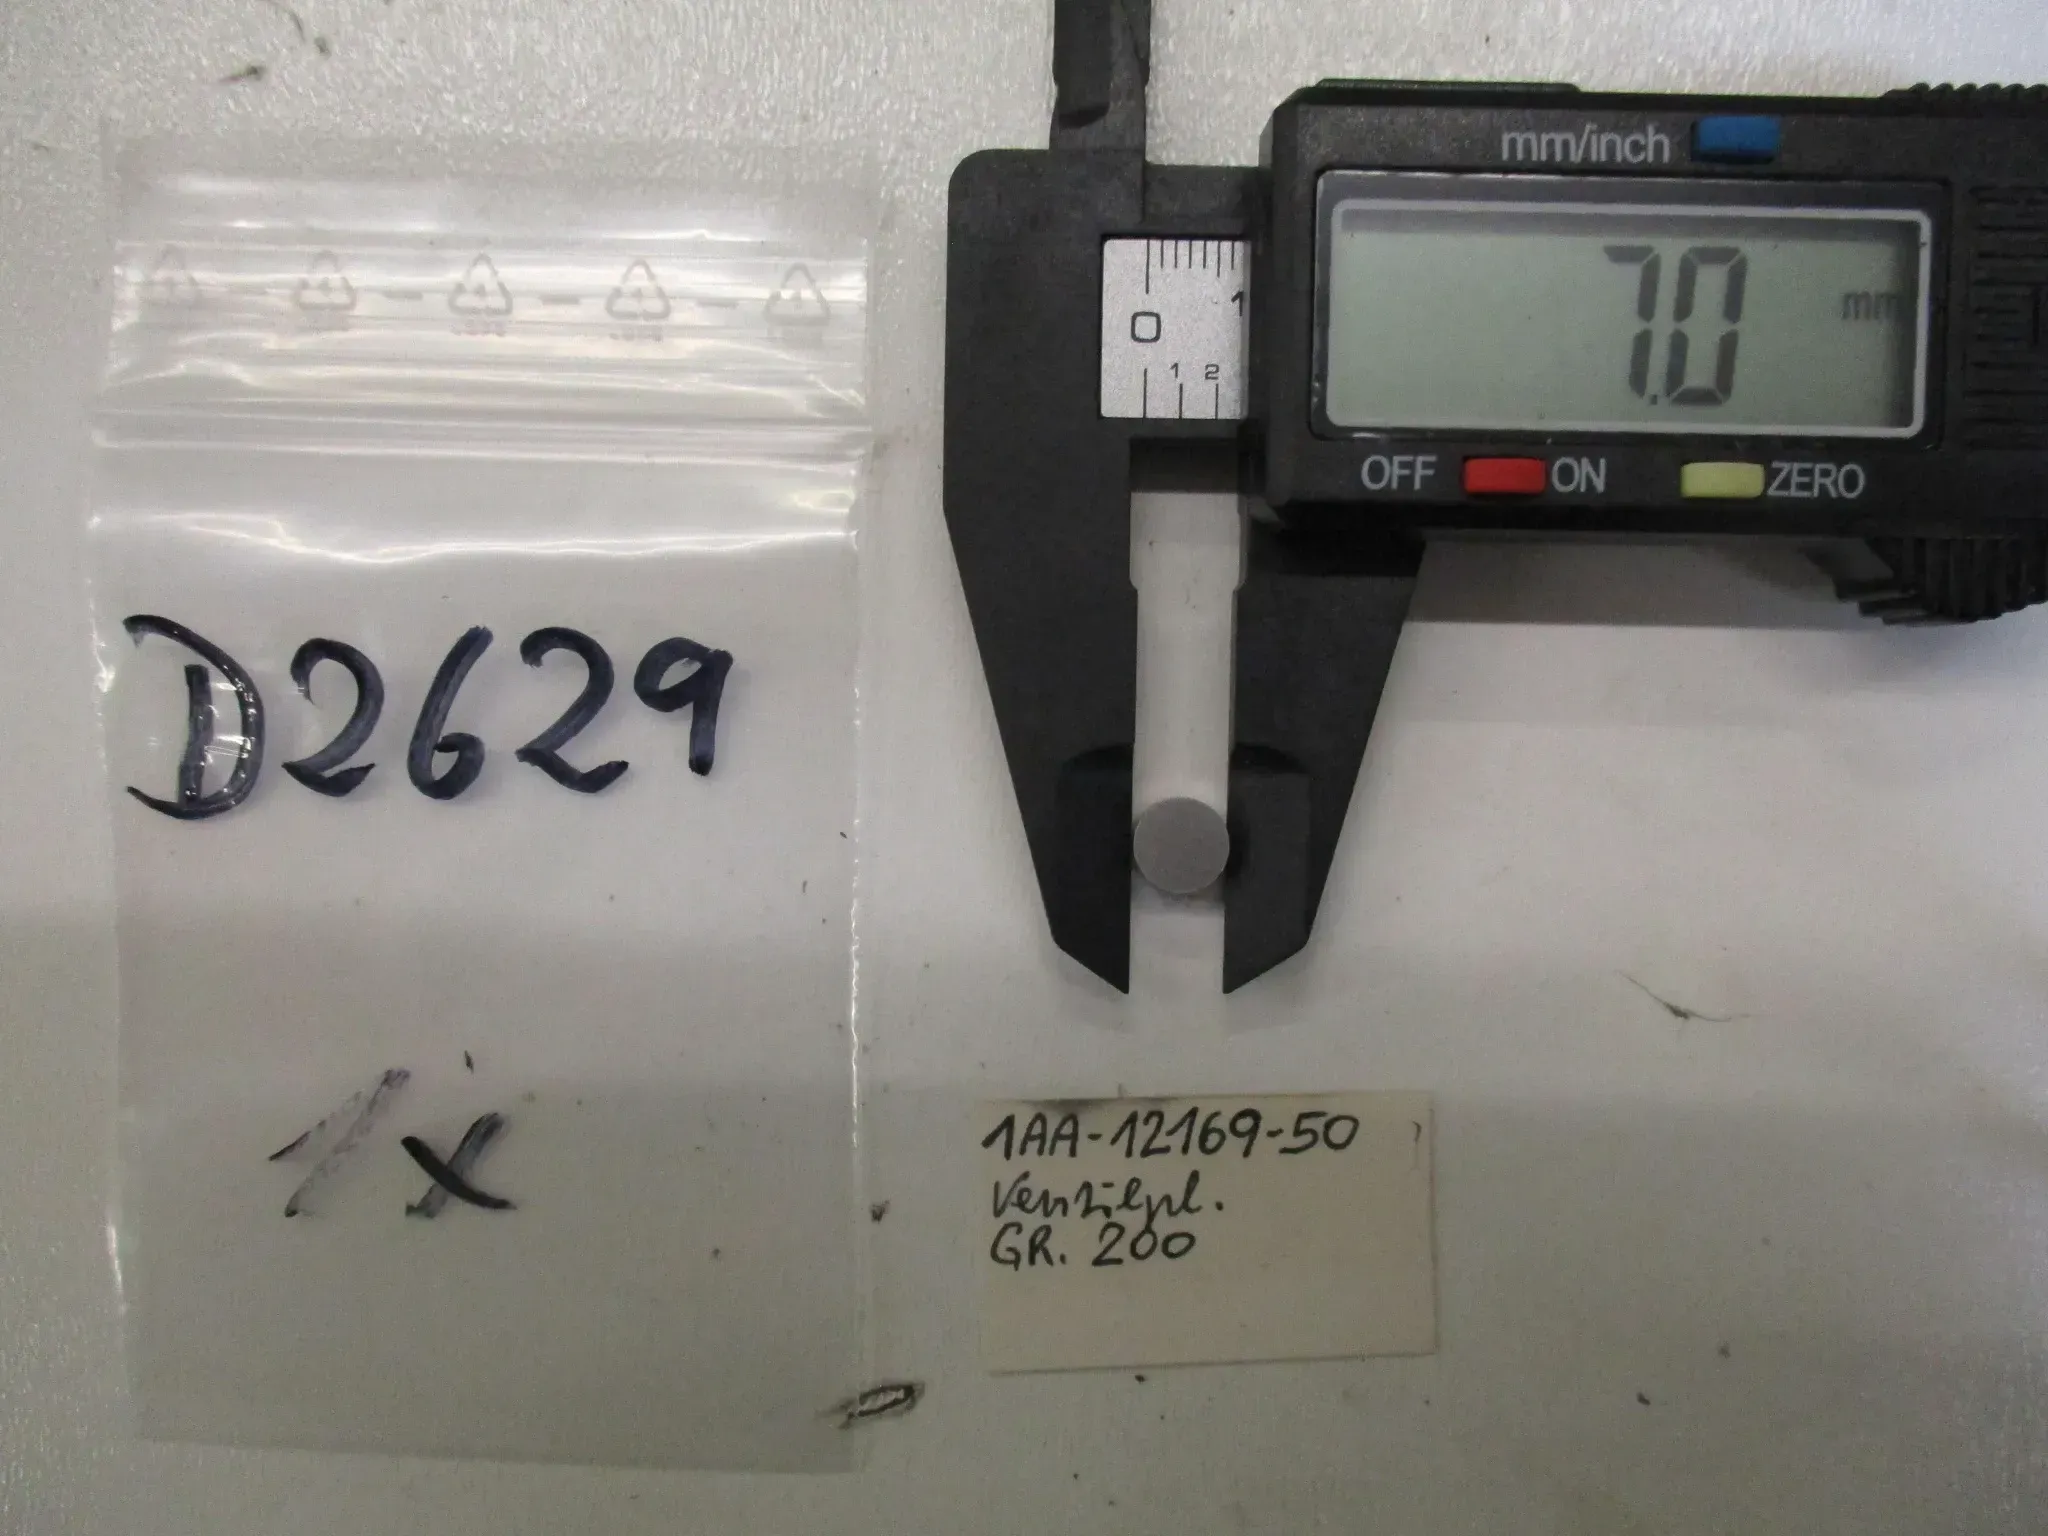 D2629
1x
mm/inch
7.0 mm
OFF ON ZERO
0 1
1 2
1AA-12169-50
Ventilpl.
GR. 200